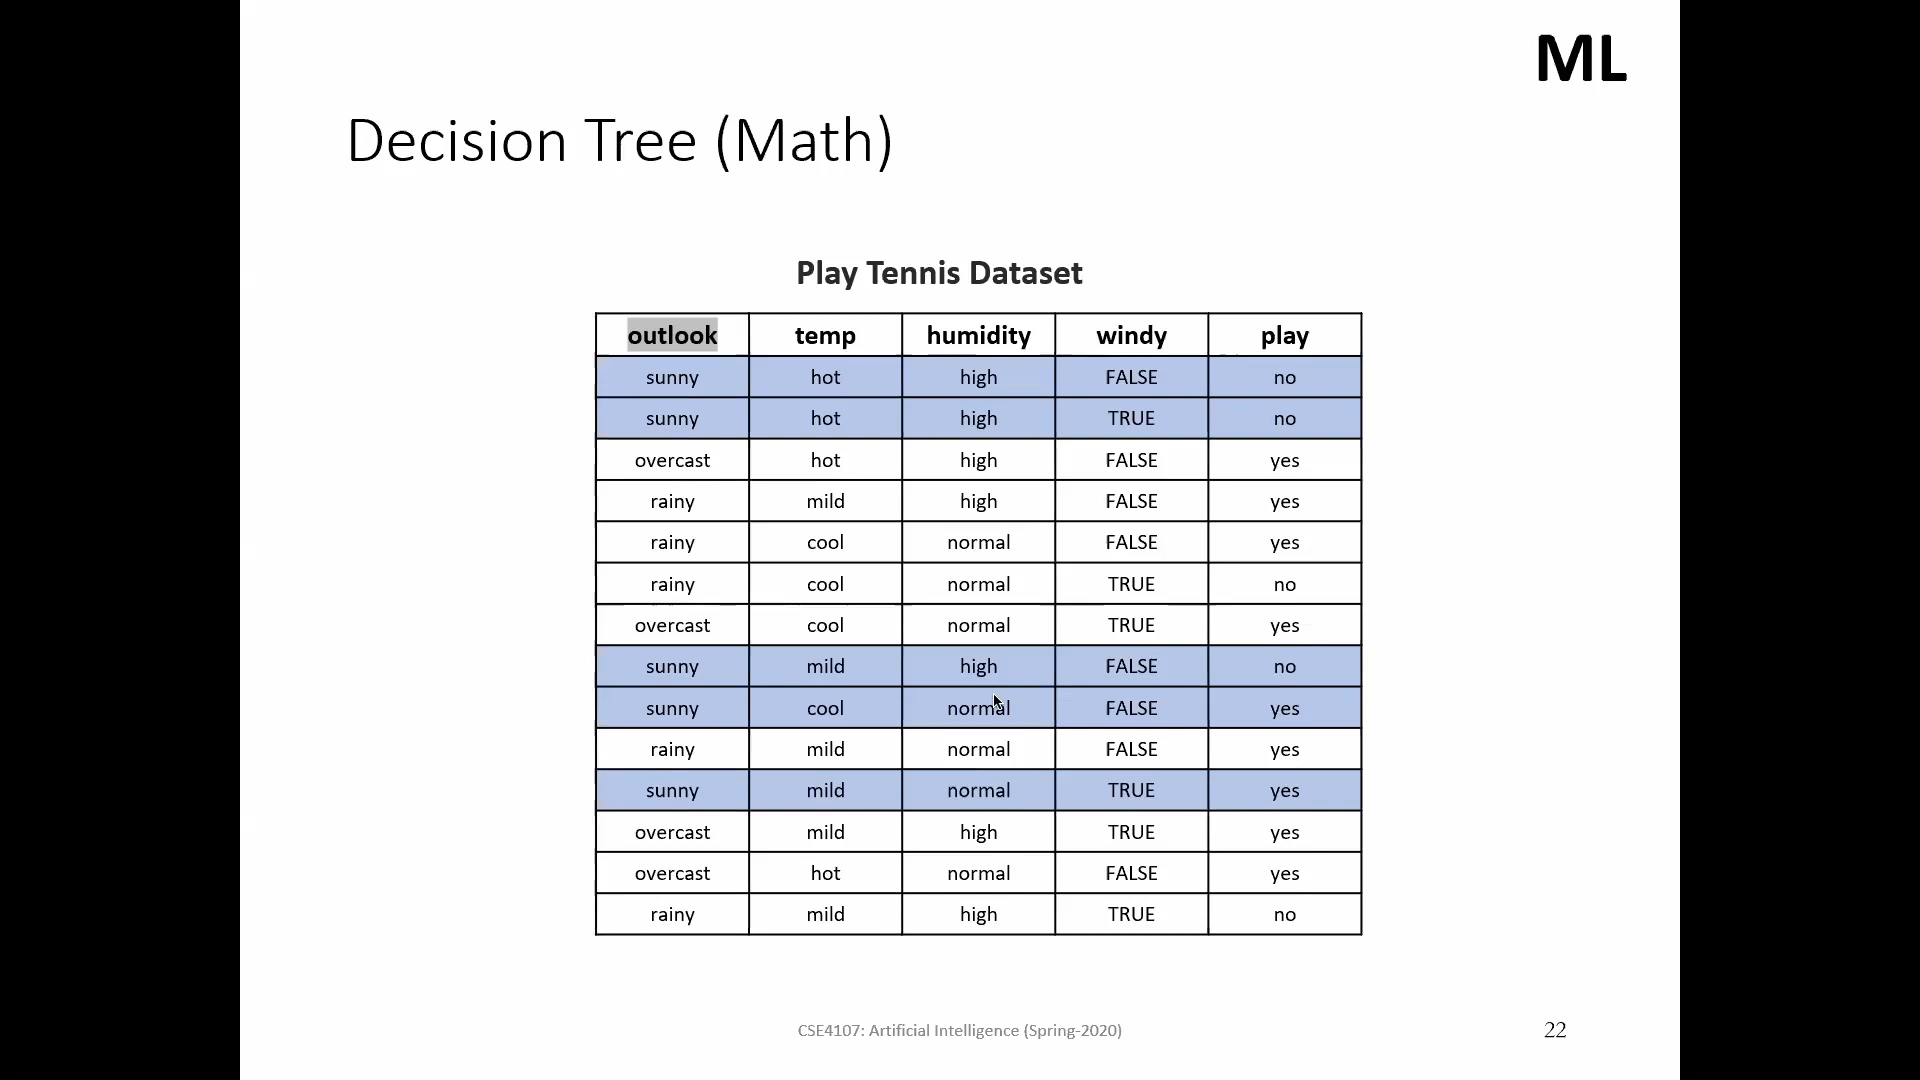 ML
Decision Tree (Math)
Play Tennis Dataset
outlook temp humidity windy play
sunny hot high FALSE no
sunny hot high TRUE no
overcast hot high FALSE yes
rainy mild high FALSE yes
rainy cool normal FALSE yes
rainy cool normal TRUE no
overcast cool normal TRUE yes
sunny mild high FALSE no
sunny cool normal FALSE yes
rainy mild normal FALSE yes
sunny mild normal TRUE yes
overcast mild high TRUE yes
overcast hot normal FALSE yes
rainy mild high TRUE no
CSE4107: Artificial Intelligence (Spring-2020) 22